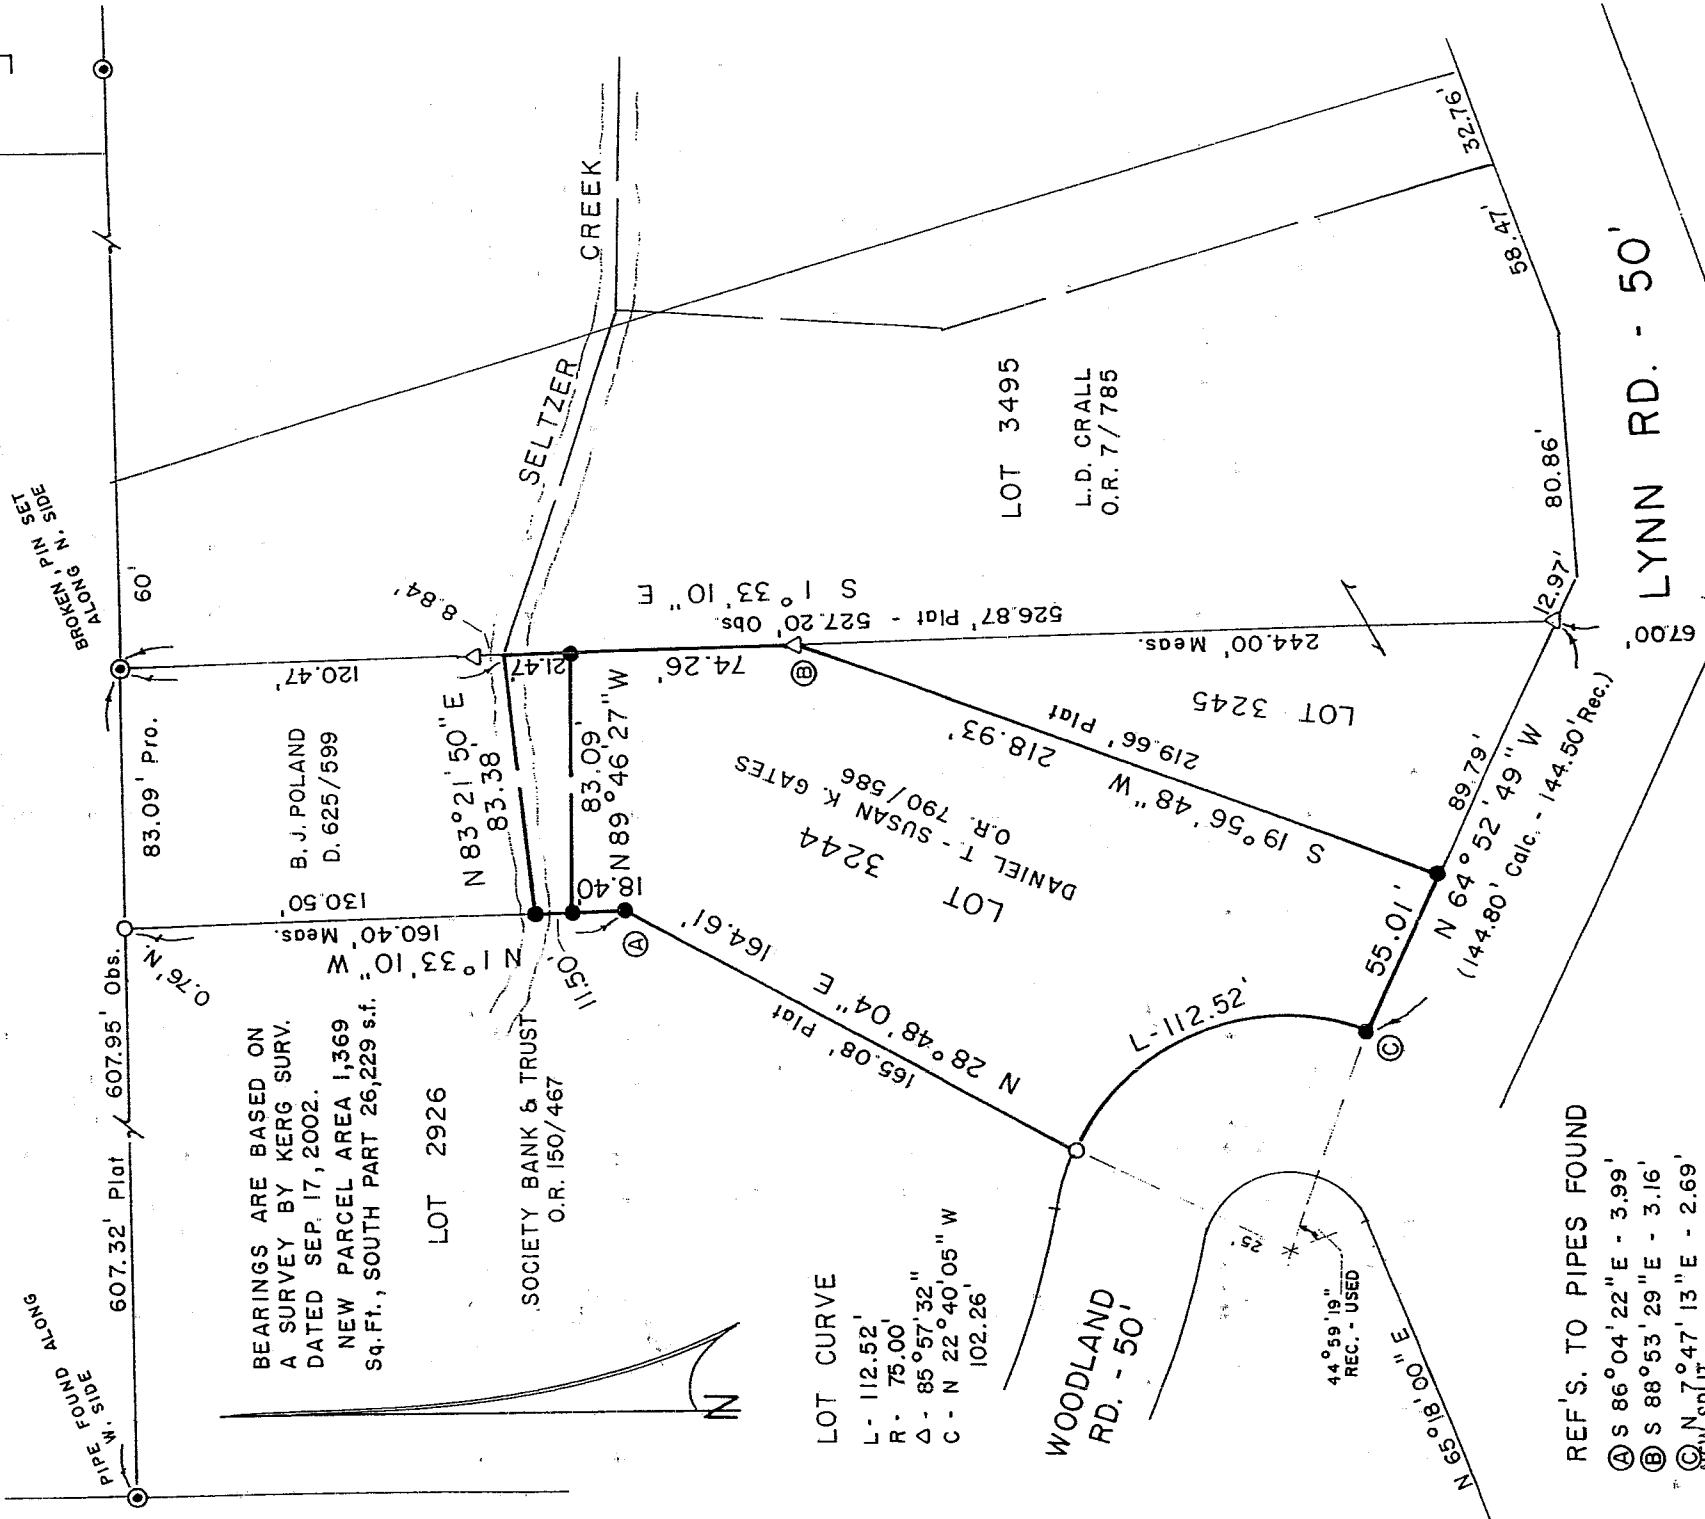 BROKEN, PIN SET
ALONG N. SIDE
PIPE FOUND ALONG
W. SIDE
607.32' Plat
607.95' Obs.
83.09' Pro.
60'
0.76' N.
BEARINGS ARE BASED ON
A SURVEY BY KERG SURV.
DATED SEP. 17, 2002.
NEW PARCEL AREA 1,369
Sq. Ft., SOUTH PART 26,229 s.f.
B. J. POLAND
D. 625/599
120.47'
130.50'
160.40' Meas.
N 1° 33' 10" W
N 83° 21' 50" E
83.38
8.84'
21.47'
SELTZER
CREEK
83.09'
N 89° 46' 27" W
18.40'
11.50'
74.26'
S 1° 33' 10" E
526.87' Plat - 527.20' Obs.
244.00' Meas.
LOT 2926
SOCIETY BANK & TRUST
O.R. 150/467
A
B
164.61'
N 28° 48' 04" E
165.08' Plat
LOT 3244
DANIEL T. - SUSAN K. GATES
O.R. 790/586
218.93'
219.66' Plat
S 19° 56' 48" W
LOT 3245
LOT 3495
L.D. CRALL
O.R. 7/785
32.76'
58.47'
80.86'
12.97'
67.00'
LYNN RD. - 50'
89.79'
55.01'
N 64° 52' 49" W
(144.80' Calc. - 144.50' Rec.)
L-112.52'
C
LOT CURVE
L - 112.52'
R - 75.00'
Δ - 85° 57' 32"
C - N 22° 40' 05" W
102.26'
WOODLAND
RD. - 50'
25'
44° 59' 19"
REC. - USED
N 65° 18' 00" E
REF'S. TO PIPES FOUND
A S 86° 04' 22" E - 3.99'
B S 88° 53' 29" E - 3.16'
C N 7° 47' 13" E - 2.69'
N